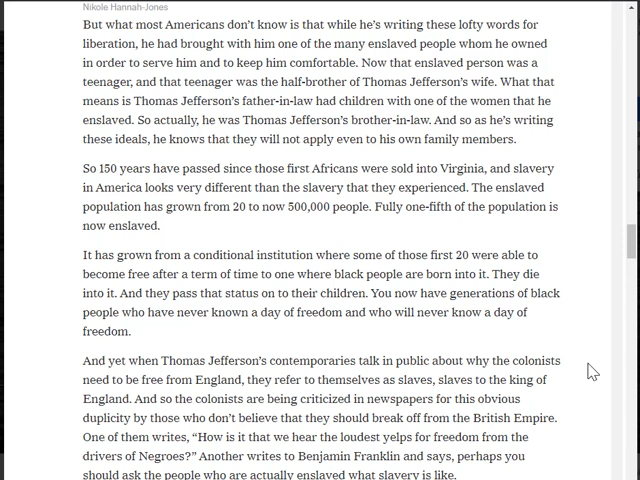 Nikole Hannah-Jones
But what most Americans don't know is that while he's writing these lofty words for
liberation, he had brought with him one of the many enslaved people whom he owned
in order to serve him and to keep him comfortable. Now that enslaved person was a
teenager, and that teenager was the half-brother of Thomas Jefferson's wife. What that
means is Thomas Jefferson's father-in-law had children with one of the women that he
enslaved. So actually, he was Thomas Jefferson's brother-in-law. And so as he's writing
these ideals, he knows that they will not apply even to his own family members.
So 150 years have passed since those first Africans were sold into Virginia, and slavery
in America looks very different than the slavery that they experienced. The enslaved
population has grown from 20 to now 500,000 people. Fully one-fifth of the population is
now enslaved.
It has grown from a conditional institution where some of those first 20 were able to
become free after a term of time to one where black people are born into it. They die
into it. And they pass that status on to their children. You now have generations of black
people who have never known a day of freedom and who will never know a day of
freedom.
And yet when Thomas Jefferson's contemporaries talk in public about why the colonists
need to be free from England, they refer to themselves as slaves, slaves to the king of
England. And so the colonists are being criticized in newspapers for this obvious
duplicity by those who don't believe that they should break off from the British Empire.
One of them writes, “How is it that we hear the loudest yelps for freedom from the
drivers of Negroes?” Another writes to Benjamin Franklin and says, perhaps you
should ask the people who are actually enslaved what slavery is like.